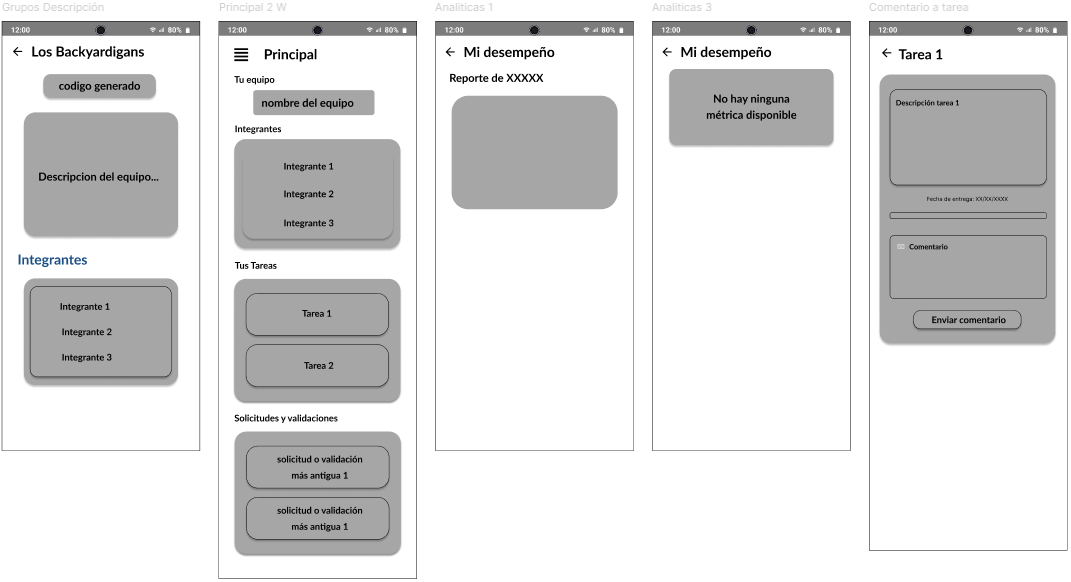 Grupos Descripción
12:00
80%
Los Backyardigans
codigo generado
Descripcion del equipo...
Integrantes
Integrante 1
Integrante 2
Integrante 3
Principal 2 W
12:00
80%
Principal
Tu equipo
nombre del equipo
Integrantes
Integrante 1
Integrante 2
Integrante 3
Tus Tareas
Tarea 1
Tarea 2
Solicitudes y validaciones
solicitud o validación
más antigua 1
solicitud o validación
más antigua 1
Analiticas 1
12:00
80%
Mi desempeño
Reporte de XXXXX
Analiticas 3
12:00
80%
Mi desempeño
No hay ninguna
métrica disponible
Comentario a tarea
12:00
80%
Tarea 1
Descripción tarea 1
Fecha de entrega: XX/XX/XXXX
Comentario
Enviar comentario